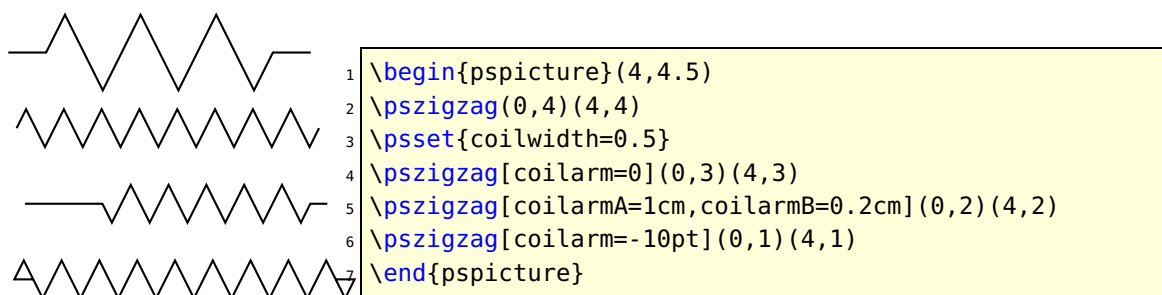 1 \begin{pspicture}(4,4.5)
2 \pszigzag(0,4)(4,4)
3 \psset{coilwidth=0.5}
4 \pszigzag[coilarm=0](0,3)(4,3)
5 \pszigzag[coilarmA=1cm,coilarmB=0.2cm](0,2)(4,2)
6 \pszigzag[coilarm=-10pt](0,1)(4,1)
7 \end{pspicture}